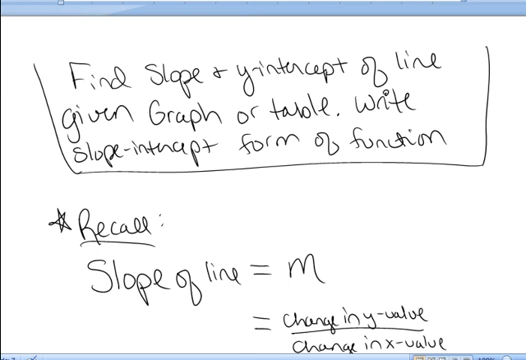 Find Slope & y-intercept of line
given Graph or table. Write
slope-intercept form of function
* Recall:
Slope of line = m
= change in y-value
change in x-value